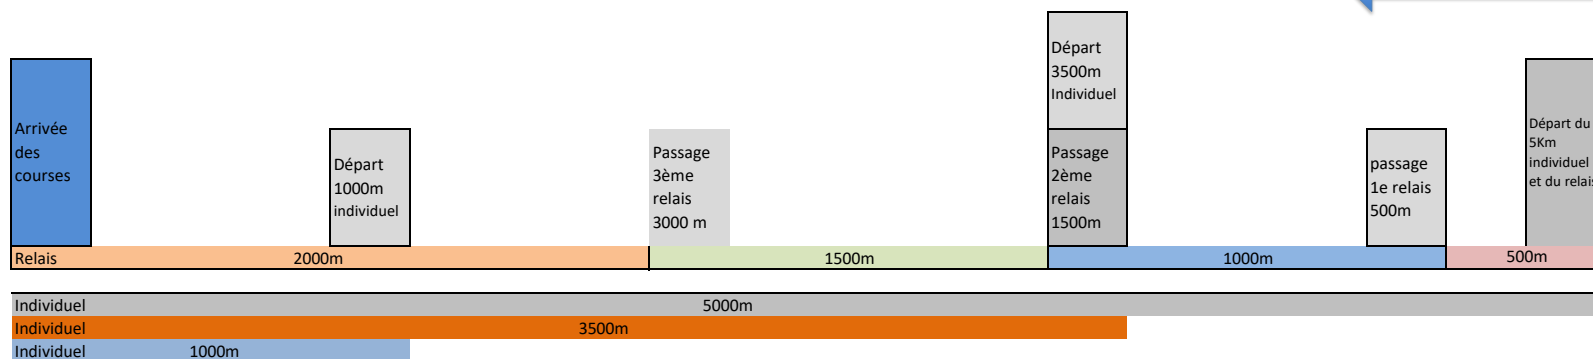 Arrivée
des
courses
Départ
1000m
individuel
Passage
3ème
relais
3000 m
Départ
3500m
Individuel
Passage
2ème
relais
1500m
passage
1e relais
500m
Départ du
5Km
individuel
et du relais
Relais 2000m 1500m 1000m 500m
Individuel 5000m
Individuel 3500m
Individuel 1000m